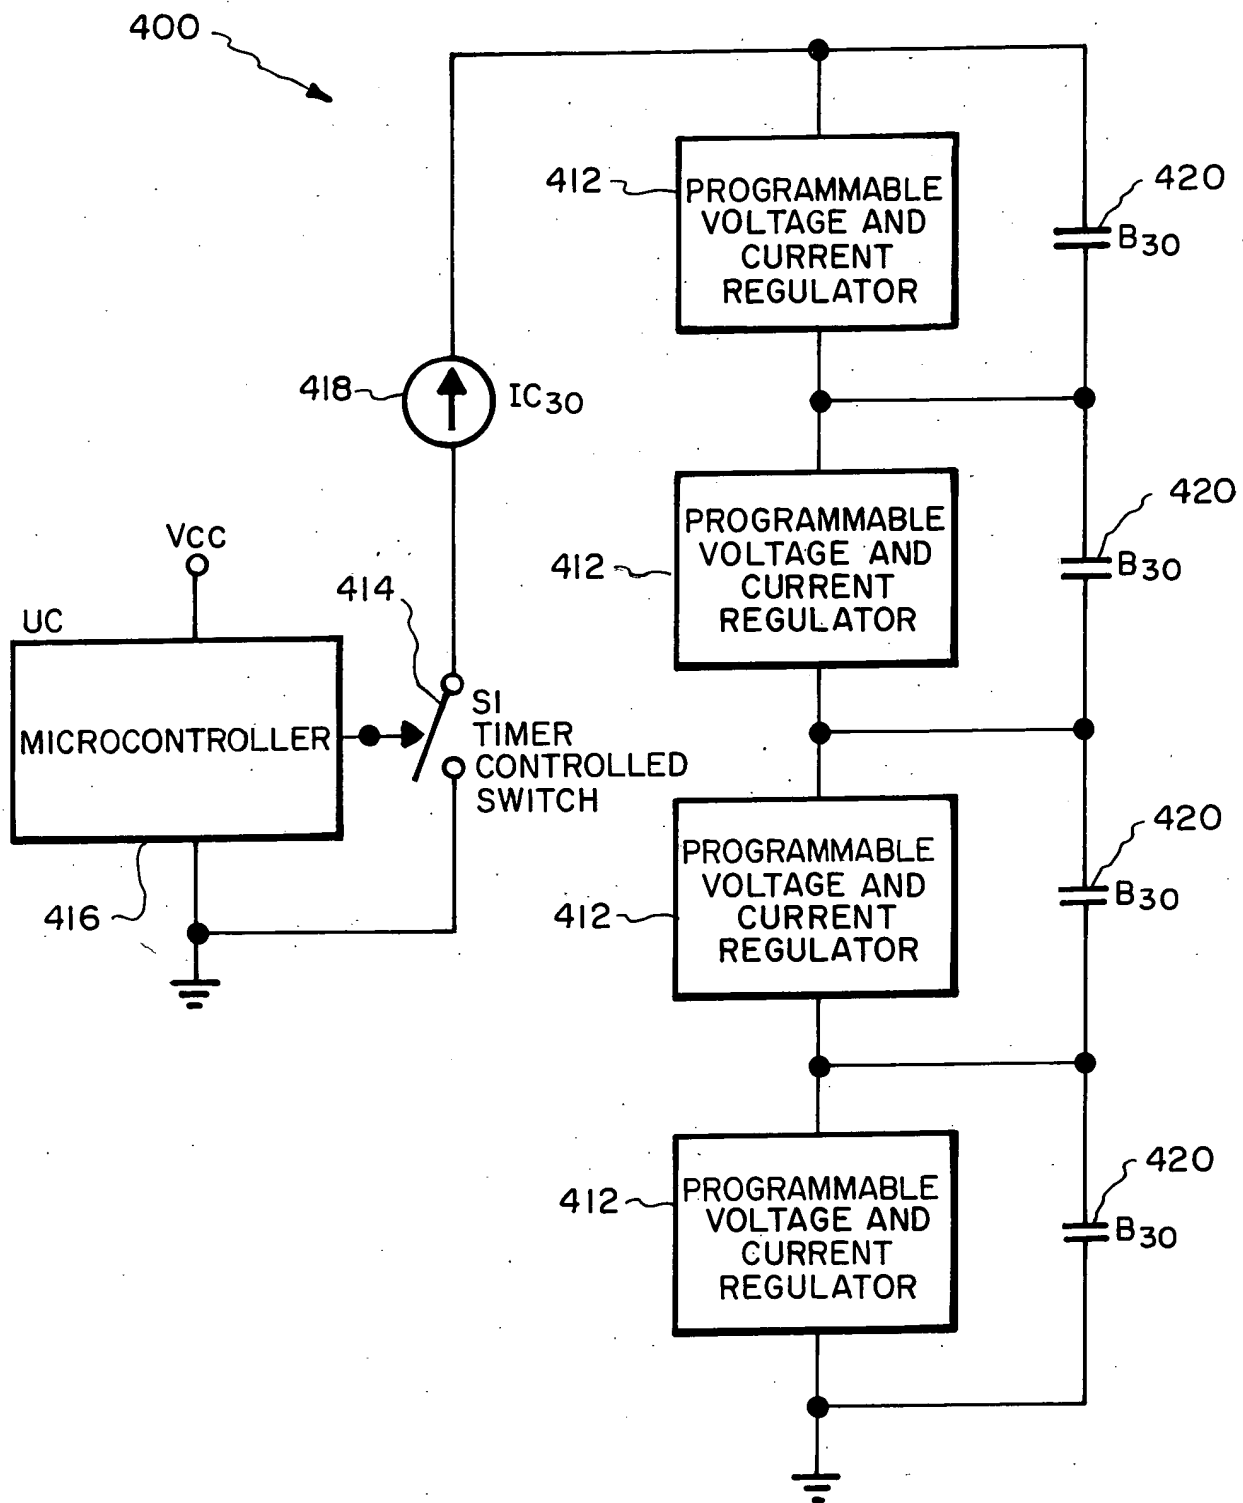 400
412
PROGRAMMABLE
VOLTAGE AND
CURRENT
REGULATOR
420
B30
418
IC30
412
PROGRAMMABLE
VOLTAGE AND
CURRENT
REGULATOR
420
B30
VCC
UC
MICROCONTROLLER
414
S1
TIMER
CONTROLLED
SWITCH
416
412
PROGRAMMABLE
VOLTAGE AND
CURRENT
REGULATOR
420
B30
412
PROGRAMMABLE
VOLTAGE AND
CURRENT
REGULATOR
420
B30